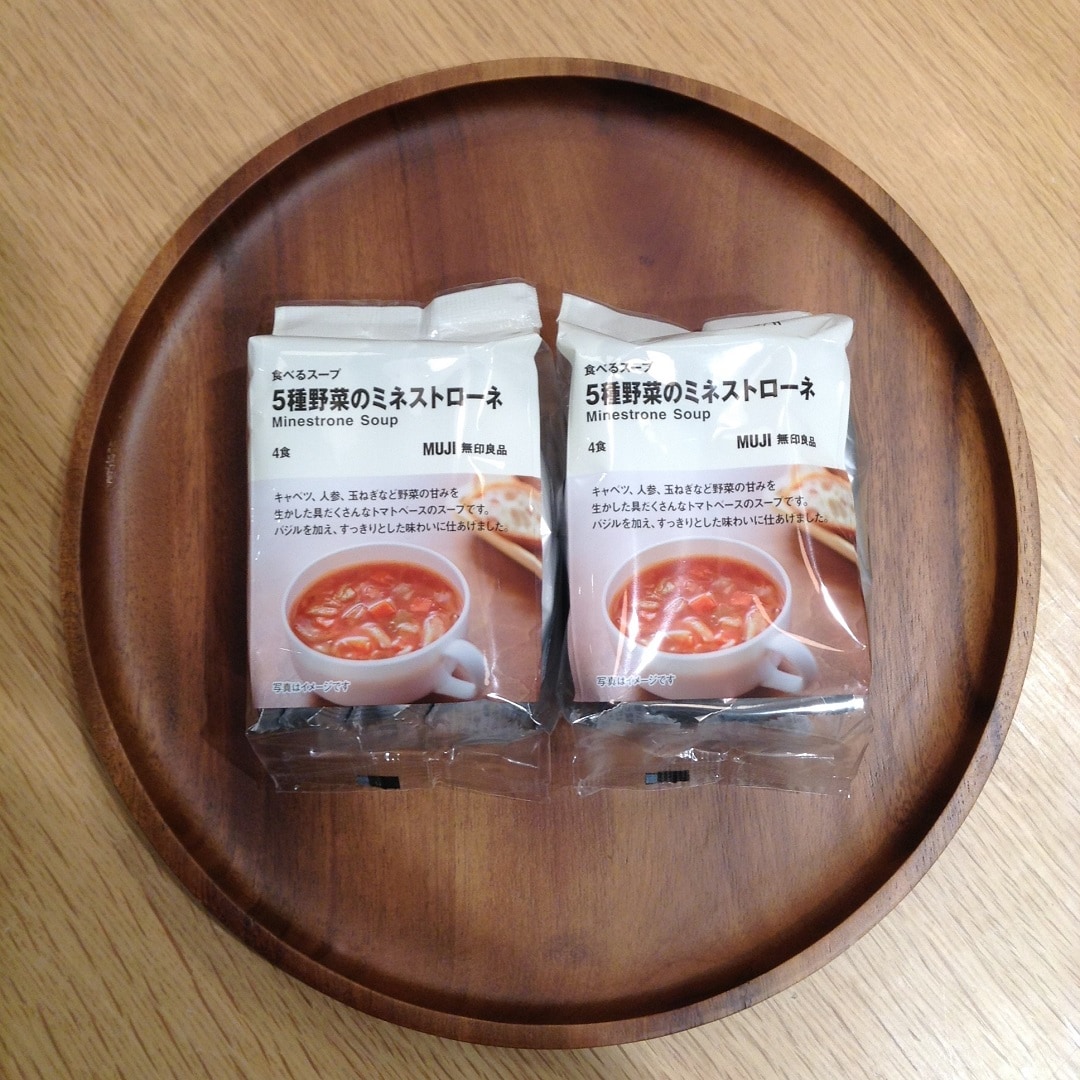 食べるスープ
5種野菜のミネストローネ
Minestrone Soup
4食
MUJI 無印良品
キャベツ、人参、玉ねぎなど野菜の甘みを
生かした具だくさんなトマトベースのスープです。
バジルを加え、すっきりとした味わいに仕あげました。
写真はイメージです
食べるスープ
5種野菜のミネストローネ
Minestrone Soup
4食
MUJI 無印良品
キャベツ、人参、玉ねぎなど野菜の甘みを
生かした具だくさんなトマトベースのスープです。
バジルを加え、すっきりとした味わいに仕あげました。
写真はイメージです